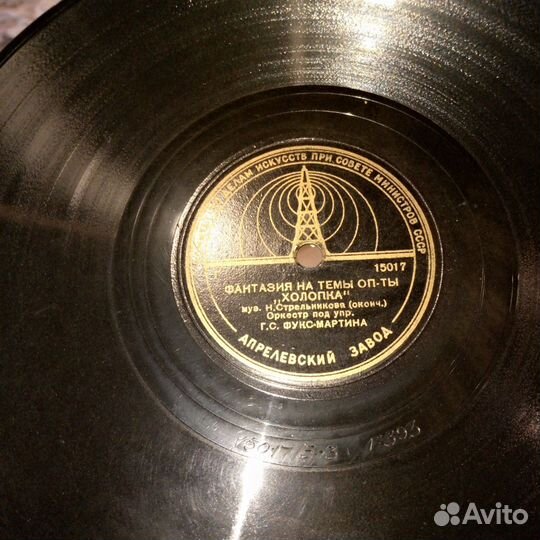 ДЕЛАМ ИСКУССТВ ПРИ СОВЕТЕ МИНИСТРОВ СССР
15017
ФАНТАЗИЯ НА ТЕМЫ ОП-ТЫ
„ХОЛОПКА"
муз. Н.Стрельникова (оконч.)
Оркестр под упр.
Г.С. ФУКС-МАРТИНА
АПРЕЛЕВСКИЙ ЗАВОД
15017
Avito